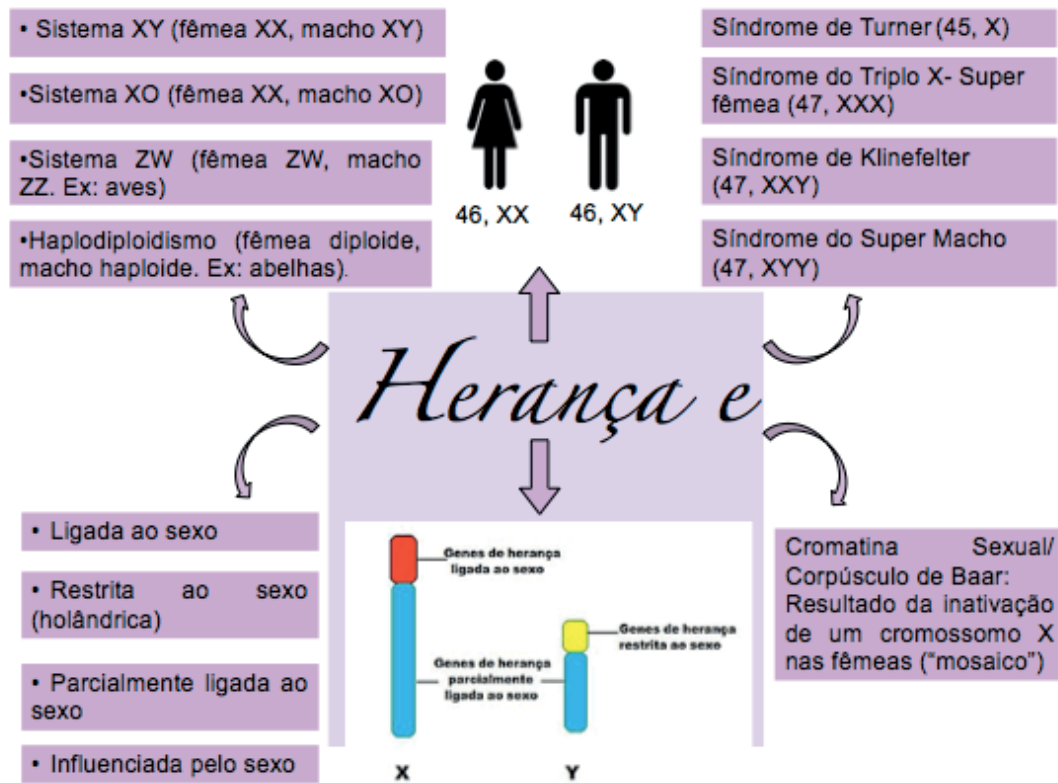 • Sistema XY (fêmea XX, macho XY)
•Sistema XO (fêmea XX, macho XO)
•Sistema ZW (fêmea ZW, macho
ZZ. Ex: aves)
•Haplodiploidismo (fêmea diploide,
macho haploide. Ex: abelhas).
46, XX
46, XY
Síndrome de Turner (45, X)
Síndrome do Triplo X- Super
fêmea (47, XXX)
Síndrome de Klinefelter
(47, XXY)
Síndrome do Super Macho
(47, XYY)
Herança e
• Ligada ao sexo
• Restrita ao sexo
(holândrica)
• Parcialmente ligada ao
sexo
• Influenciada pelo sexo
Genes de herança
ligada ao sexo
Genes de herança
parcialmente
ligada ao sexo
Genes de herança
restrita ao sexo
X
Y
Cromatina Sexual/
Corpúsculo de Baar:
Resultado da inativação
de um cromossomo X
nas fêmeas (“mosaico”)